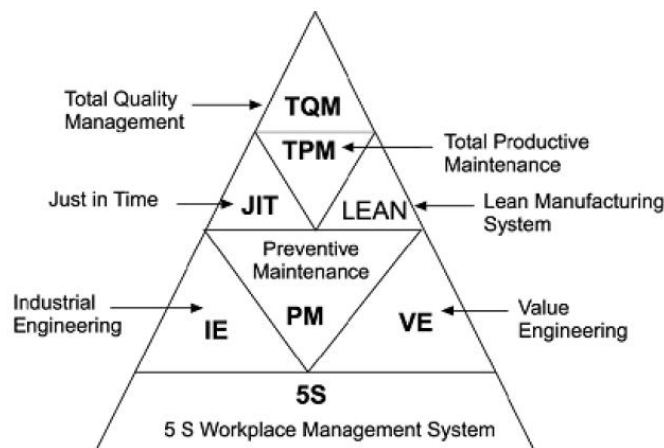 TQM
Total Quality
Management
TPM
Total Productive
Maintenance
Just in Time
JIT
LEAN
Lean Manufacturing
System
Preventive
Maintenance
PM
Industrial
Engineering
IE
VE
Value
Engineering
5S
5 S Workplace Management System